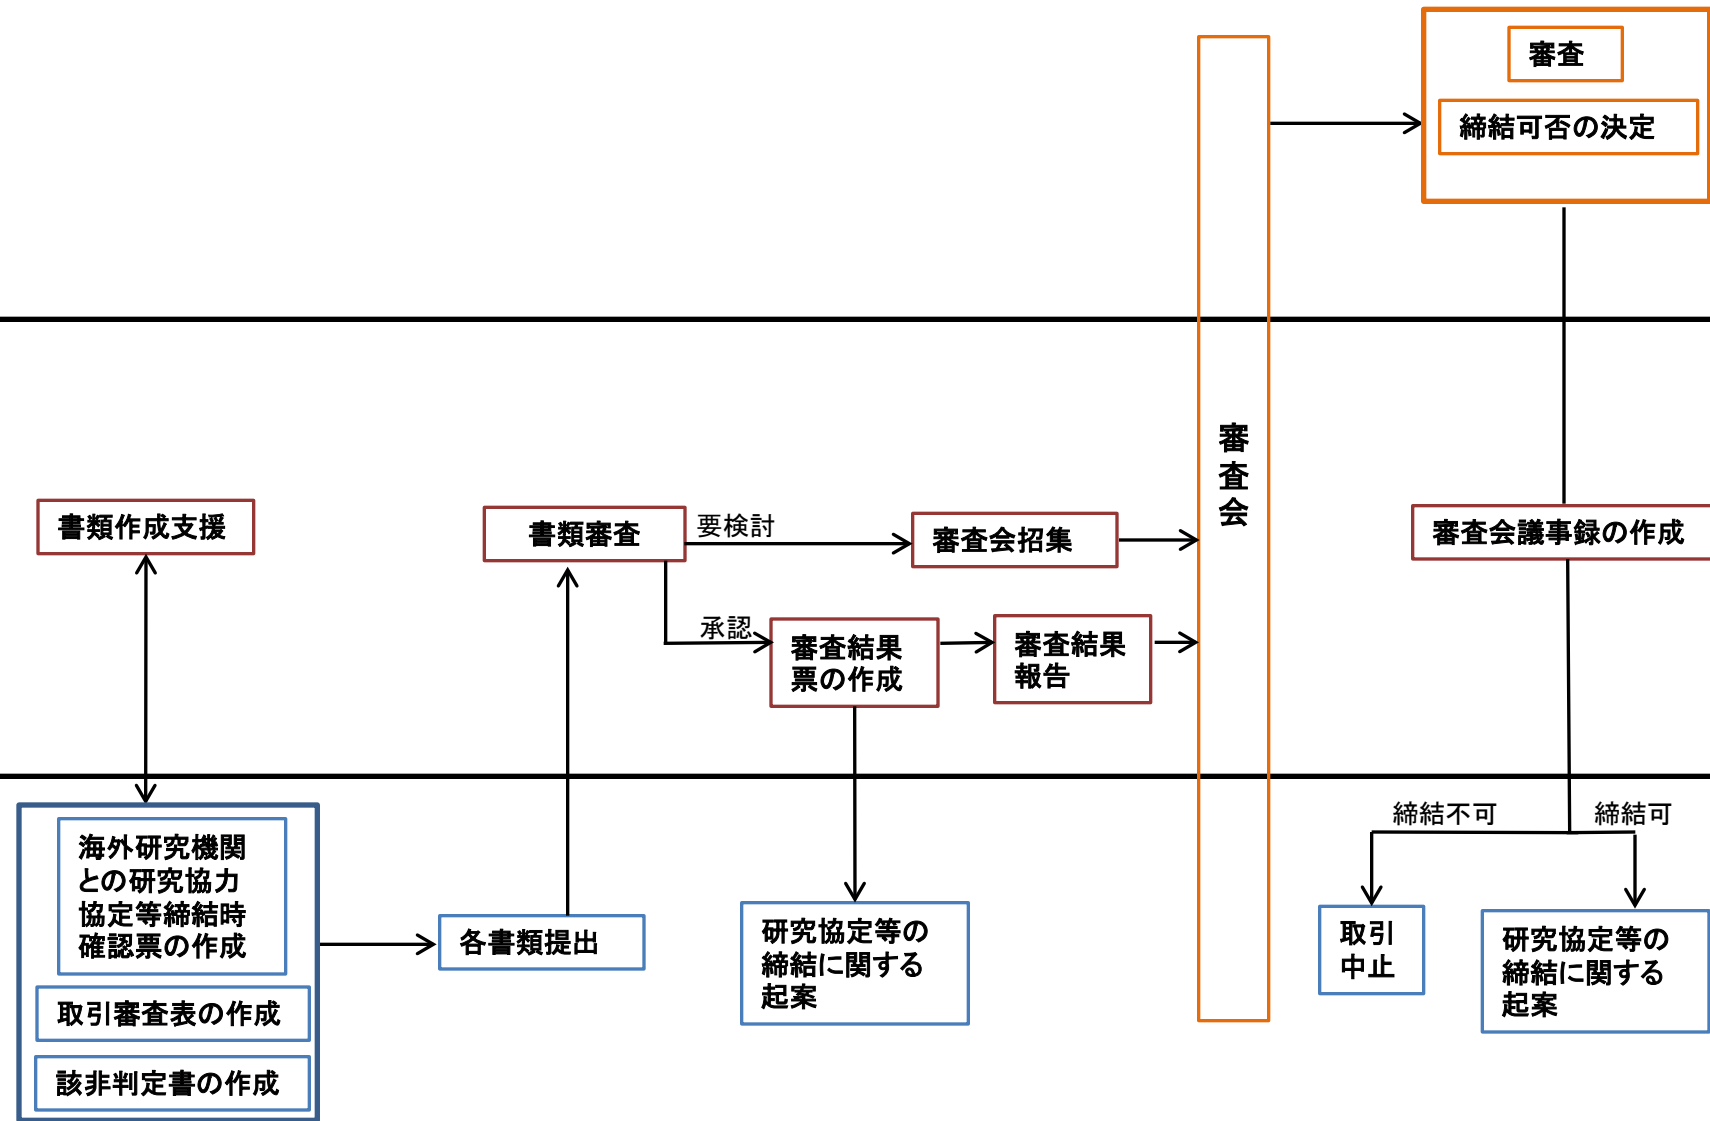 審査
締結可否の決定
審
査
会
書類作成支援
書類審査
要検討
審査会招集
承認
審査結果
票の作成
審査結果
報告
審査会議事録の作成
海外研究機関
との研究協力
協定等締結時
確認票の作成
取引審査表の作成
該非判定書の作成
各書類提出
研究協定等の
締結に関する
起案
締結不可
締結可
取引
中止
研究協定等の
締結に関する
起案